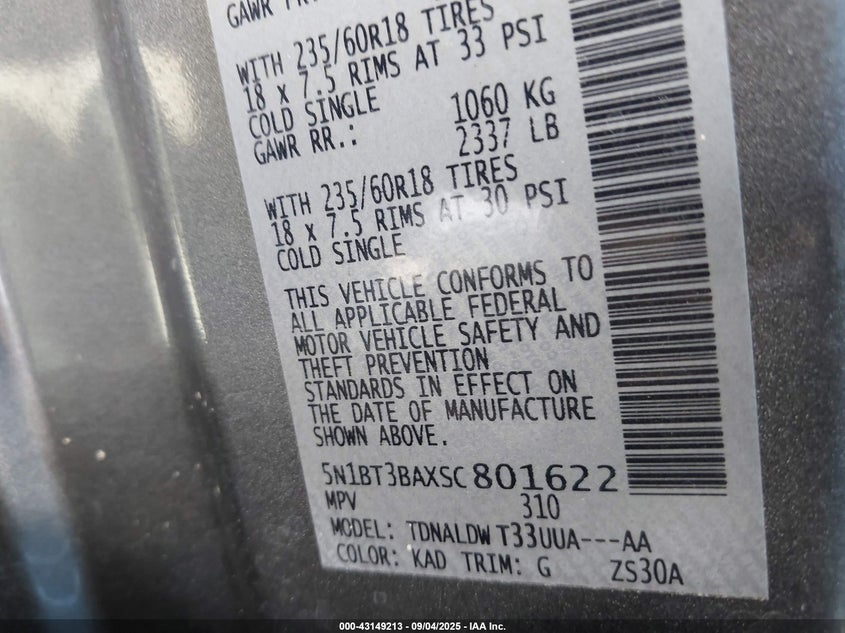 GAWR FR
WITH 235/60R18 TIRES
18 x 7.5 RIMS AT 33 PSI
COLD SINGLE
GAWR RR.: 1060 KG
2337 LB
WITH 235/60R18 TIRES
18 x 7.5 RIMS AT 30 PSI
COLD SINGLE
THIS VEHICLE CONFORMS TO
ALL APPLICABLE FEDERAL
MOTOR VEHICLE SAFETY AND
THEFT PREVENTION
STANDARDS IN EFFECT ON
THE DATE OF MANUFACTURE
SHOWN ABOVE.
5N1BT3BAXSC801622
MPV 310
MODEL: TDNALDW T33UUA---AA
COLOR: KAD TRIM: G ZS30A
000-43149213 - 09/04/2025 - IAA Inc.